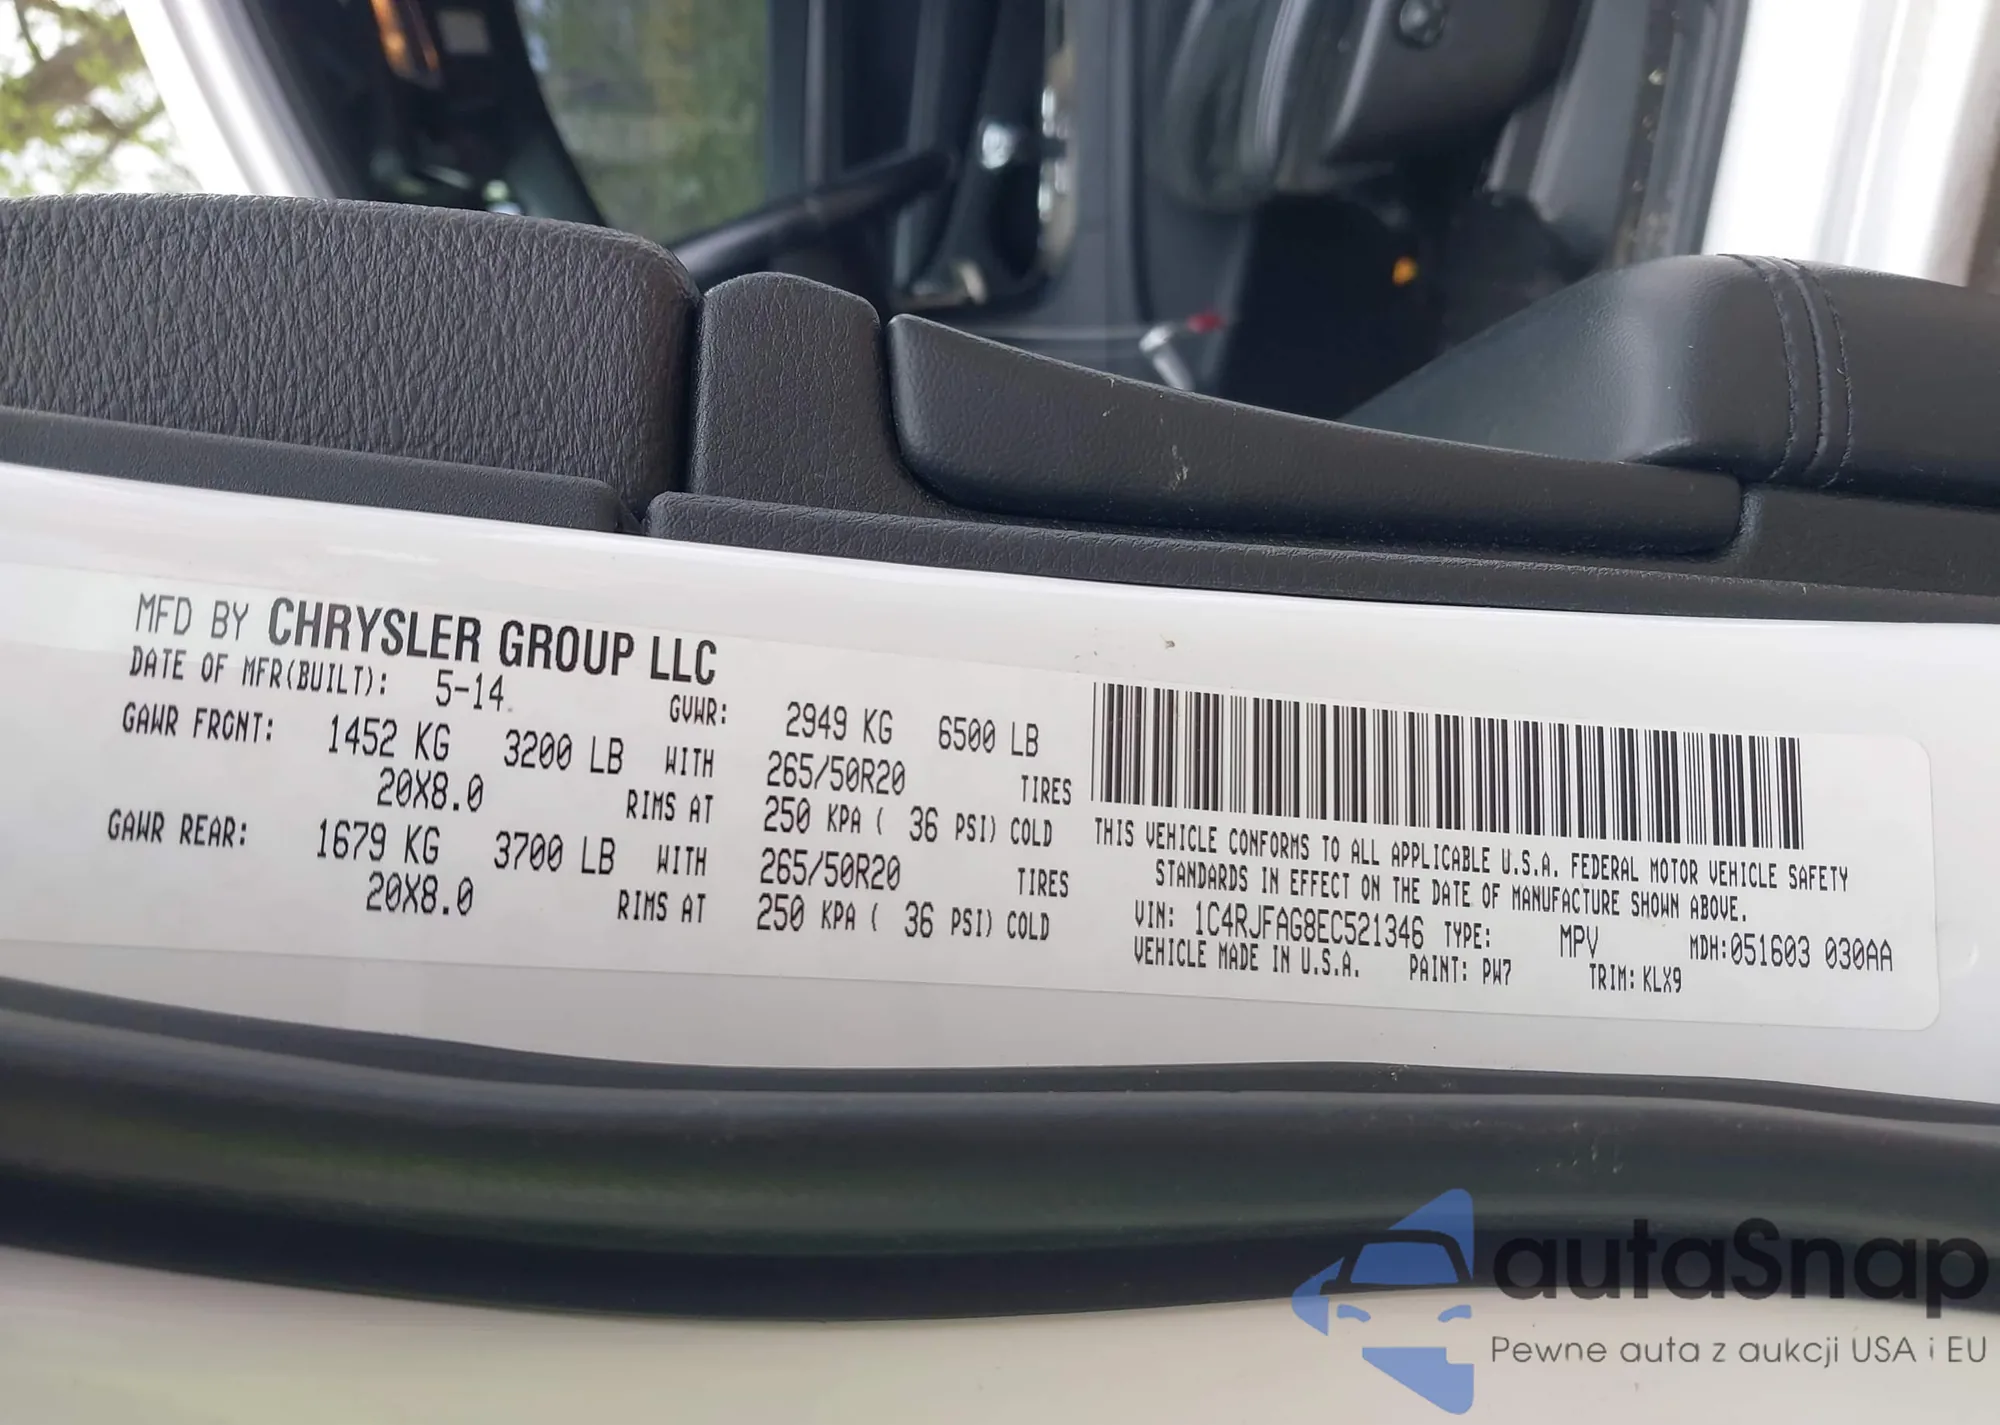 MFD BY CHRYSLER GROUP LLC
DATE OF MFR(BUILT): 5-14 GVWR: 2949 KG 6500 LB
GAWR FRONT: 1452 KG 3200 LB WITH 265/50R20 TIRES
20X8.0 RIMS AT 250 KPA ( 36 PSI) COLD
GAWR REAR: 1679 KG 3700 LB WITH 265/50R20 TIRES
20X8.0 RIMS AT 250 KPA ( 36 PSI) COLD
THIS VEHICLE CONFORMS TO ALL APPLICABLE U.S.A. FEDERAL MOTOR VEHICLE SAFETY
STANDARDS IN EFFECT ON THE DATE OF MANUFACTURE SHOWN ABOVE.
VIN: 1C4RJFAG8EC521346 TYPE: MPV MDH:051603 030AA
VEHICLE MADE IN U.S.A. PAINT: PW7 TRIM: KLX9
autaSnap
Pewne auta z aukcji USA i EU